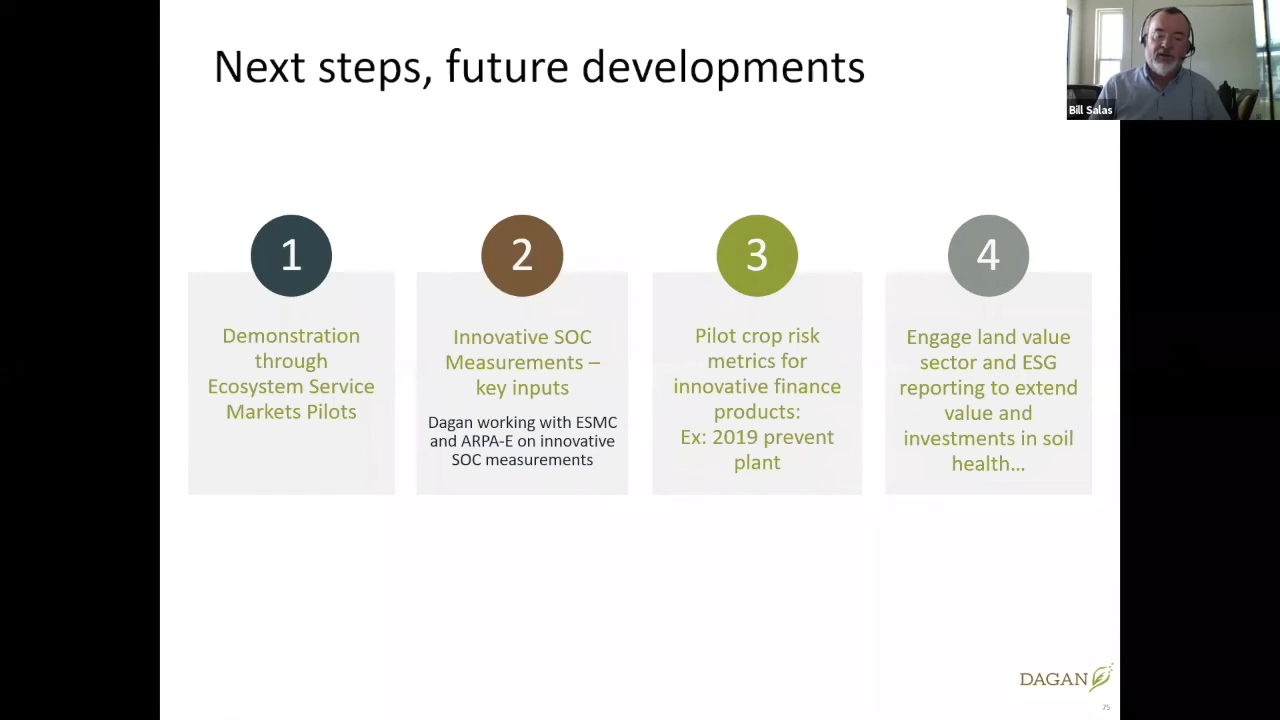 Next steps, future developments
Bill Salas
1
Demonstration
through
Ecosystem Service
Markets Pilots
2
Innovative SOC
Measurements –
key inputs
Dagan working with ESMC
and ARPA-E on innovative
SOC measurements
3
Pilot crop risk
metrics for
innovative finance
products:
Ex: 2019 prevent
plant
4
Engage land value
sector and ESG
reporting to extend
value and
investments in soil
health…
DAGAN
75